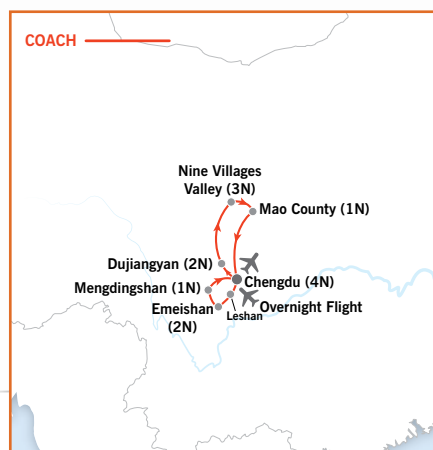 COACH
Nine Villages
Valley (3N)
Mao County (1N)
Dujiangyan (2N)
Chengdu (4N)
Mengdingshan (1N)
Overnight Flight
Emeishan
(2N)
Leshan